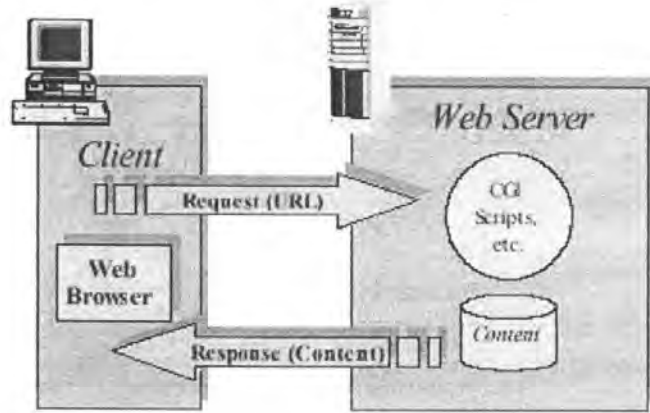 Client
Web Server
Request (URL)
CGI
Scripts,
etc.
Web
Browser
Content
Response (Content)